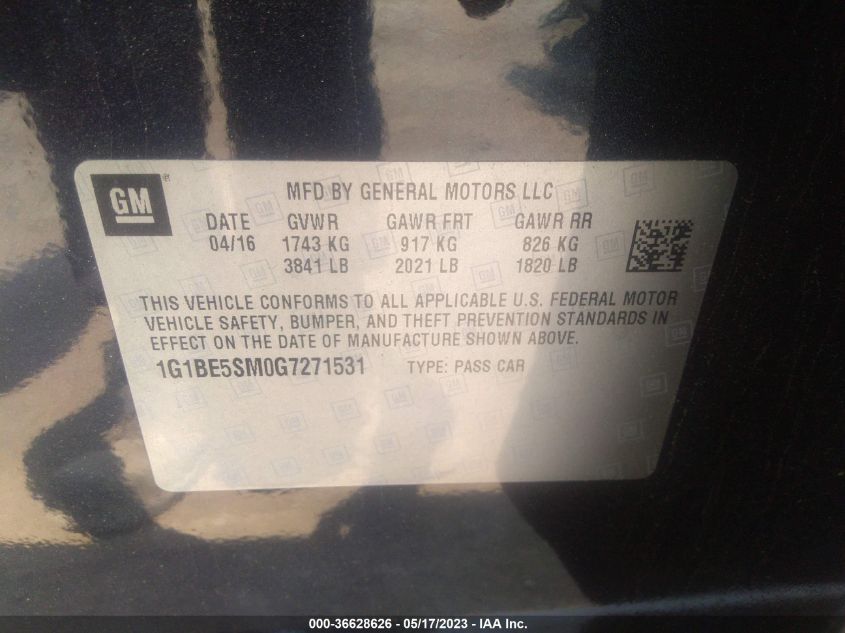 GM ®
MFD BY GENERAL MOTORS LLC
DATE GVWR GAWR FRT GAWR RR
04/16 1743 KG 917 KG 826 KG
3841 LB 2021 LB 1820 LB
THIS VEHICLE CONFORMS TO ALL APPLICABLE U.S. FEDERAL MOTOR
VEHICLE SAFETY, BUMPER, AND THEFT PREVENTION STANDARDS IN
EFFECT ON THE DATE OF MANUFACTURE SHOWN ABOVE.
1G1BE5SM0G7271531 TYPE: PASS CAR
000-36628626 - 05/17/2023 - IAA Inc.